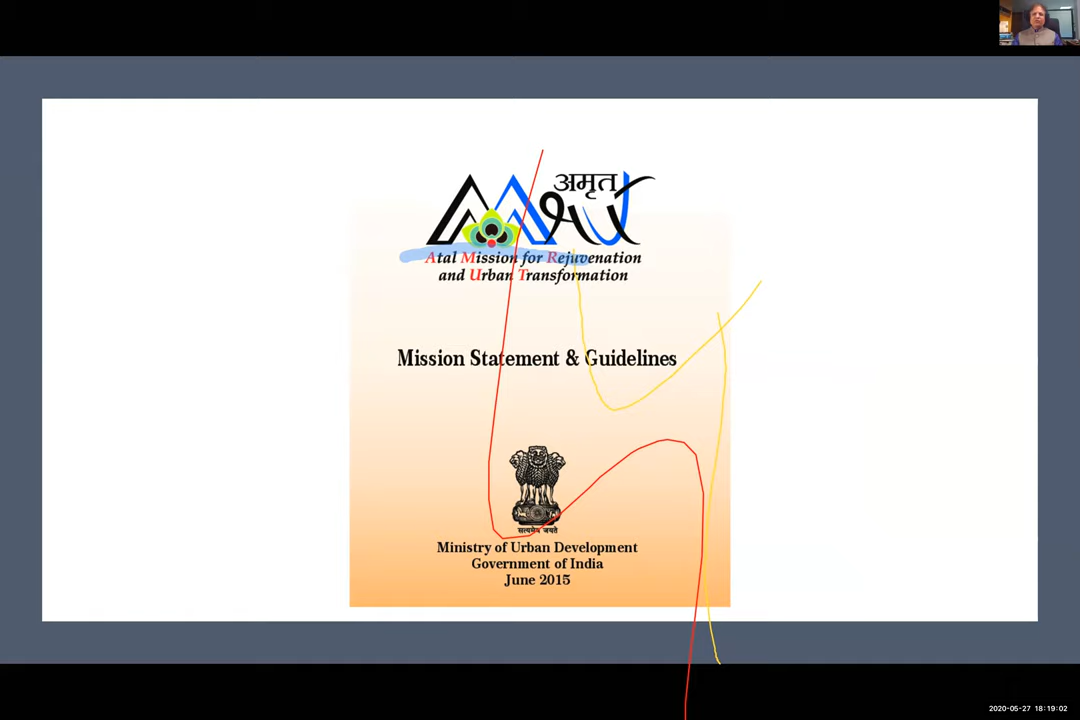 अमृत
Atal Mission for Rejuvenation
and Urban Transformation
Mission Statement & Guidelines
सत्यमेव जयते
Ministry of Urban Development
Government of India
June 2015
2020-05-27 18:19:02